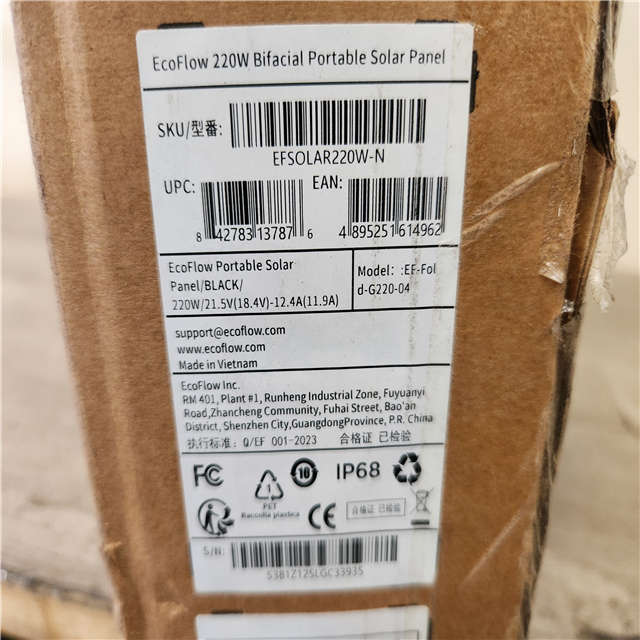 EcoFlow 220W Bifacial Portable Solar Panel
SKU/型番:
EFSOLAR220W-N
UPC:
8 42783 13787 6
EAN:
4 895251 614962
EcoFlow Portable Solar
Panel/BLACK/
220W/21.5V(18.4V)-12.4A(11.9A)
Model: :EF-Fol
d-G220-04
support@ecoflow.com
www.ecoflow.com
Made in Vietnam
EcoFlow Inc.
RM 401, Plant #1, Runheng Industrial Zone, Fuyuanyi
Road,Zhancheng Community, Fuhai Street, Bao'an
District, Shenzhen City,GuangdongProvince, P.R. China
执行标准: Q/EF 001-2023 合格证 已检验
FC
1
PET
Raccolta plastica
10
IP68
CE
合格证 已检验
S/N:
S3B1Z12SLGC33935